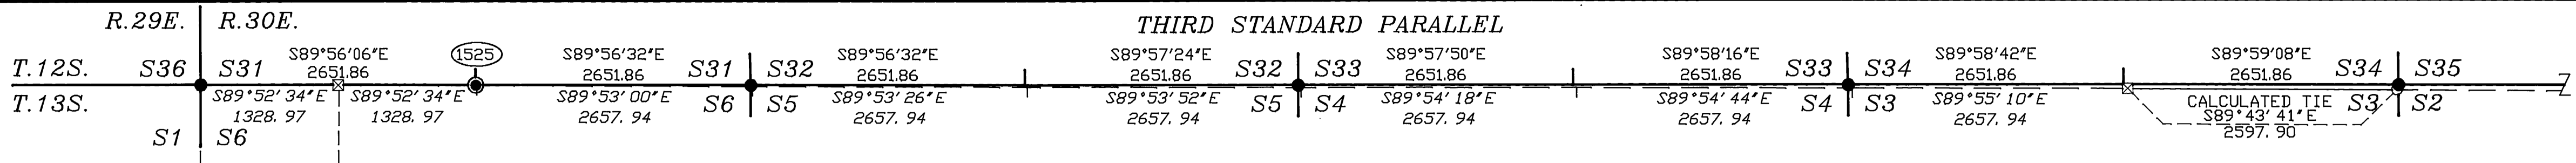 R.29E. R.30E. THIRD STANDARD PARALLEL
S89°56'06"E 1525 S89°56'32"E S89°56'32"E S89°57'24"E S89°57'50"E S89°58'16"E S89°58'42"E S89°59'08"E
T.12S. S36 S31 2651.86 2651.86 S31 S32 2651.86 2651.86 S32 S33 2651.86 2651.86 S33 S34 2651.86 2651.86 S34 S35
T.13S. S89°52'34"E S89°52'34"E S89°53'00"E S6 S5 S89°53'26"E S89°53'52"E S5 S4 S89°54'18"E S89°54'44"E S4 S3 S89°55'10"E CALCULATED TIE S3 S2
1328.97 1328.97 2657.94 2657.94 2657.94 2657.94 2657.94 2657.94 S89°43'41"E
S1 S6 2597.90